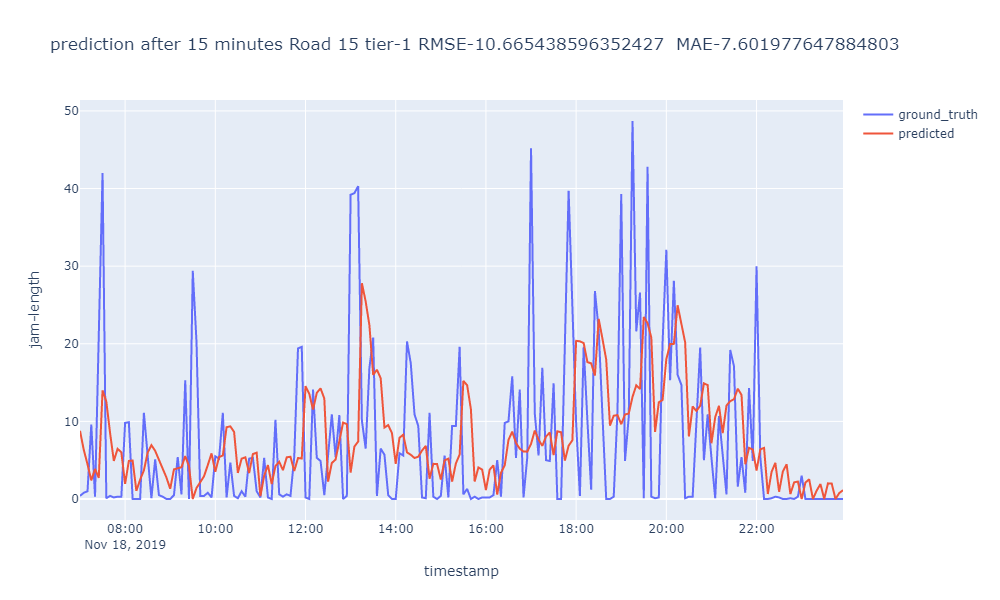 prediction after 15 minutes Road 15 tier-1 RMSE-10.665438596352427  MAE-7.601977647884803
ground_truth
predicted
50
40
30
20
10
0
jam-length
08:00 10:00 12:00 14:00 16:00 18:00 20:00 22:00
Nov 18, 2019
timestamp